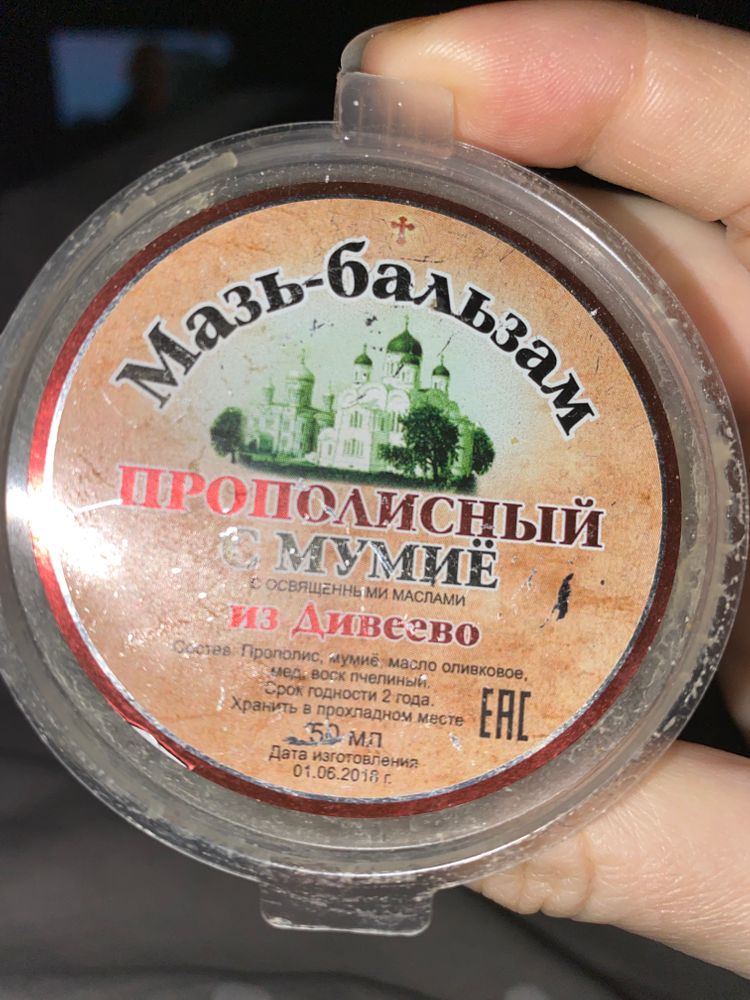 Мазь-бальзам
ПРОПОЛИСНЫЙ
С МУМИЁ
С ОСВЯЩЕННЫМИ МАСЛАМИ
из Дивеево
Состав: Прополис, мумиё, масло оливковое,
мед, воск пчелиный.
Срок годности 2 года.
Хранить в прохладном месте
EAC
50 мл
Дата изготовления
01.06.2018 г.